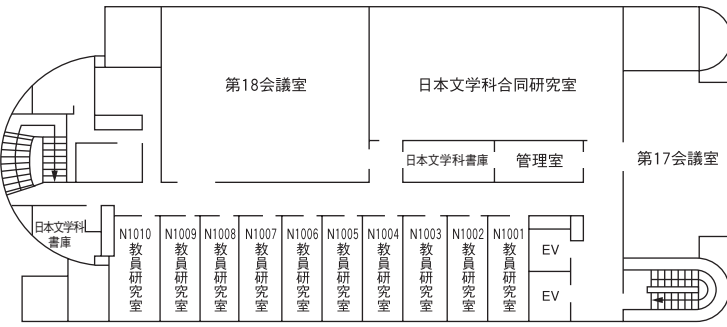 第18会議室
日本文学科合同研究室
日本文学科書庫
管理室
第17会議室
日本文学科
書庫
N1010
教員研究室
N1009
教員研究室
N1008
教員研究室
N1007
教員研究室
N1006
教員研究室
N1005
教員研究室
N1004
教員研究室
N1003
教員研究室
N1002
教員研究室
N1001
教員研究室
EV
EV